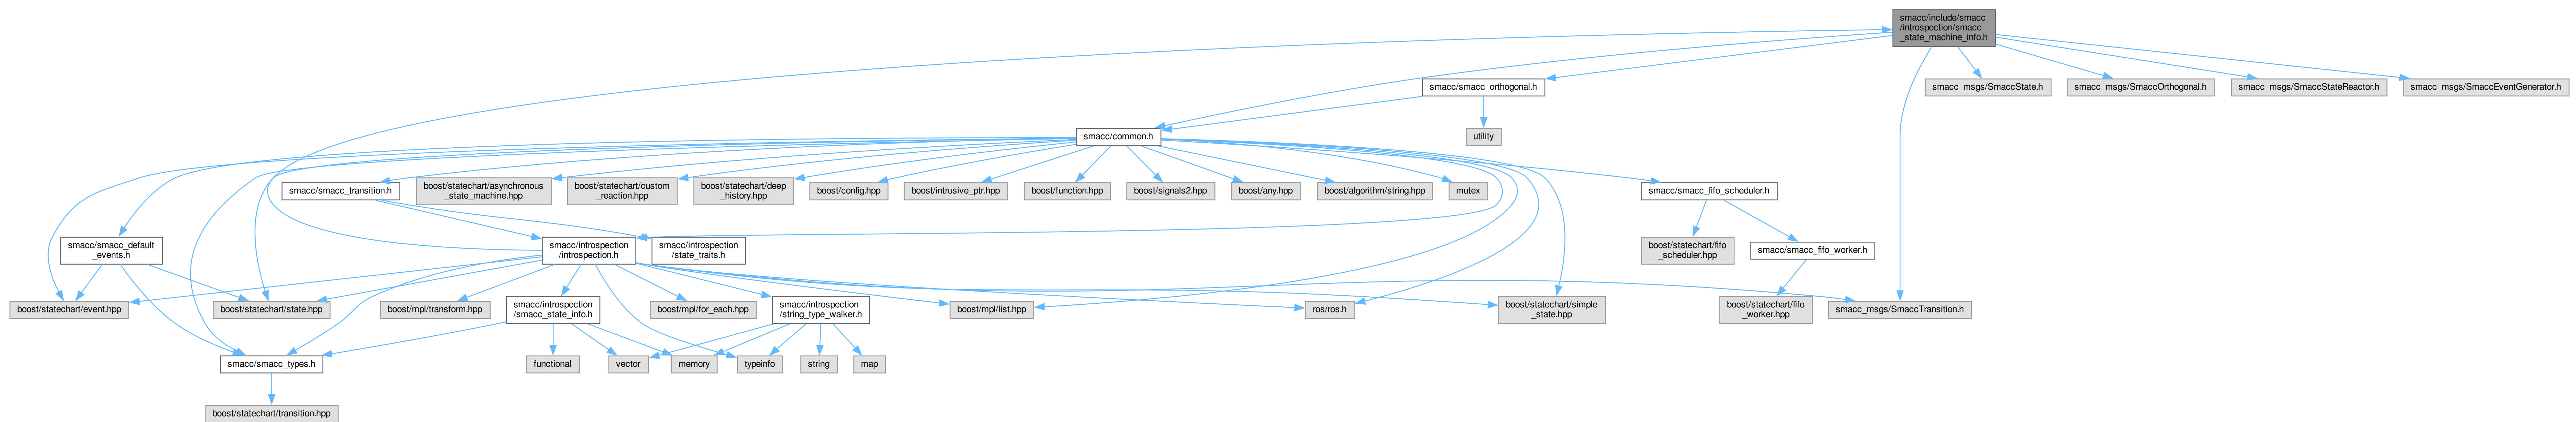 smacc/include/smacc
/introspection/smacc
_state_machine_info.h
smacc/smacc_orthogonal.h
smacc_msgs/SmaccState.h
smacc_msgs/SmaccOrthogonal.h
smacc_msgs/SmaccStateReactor.h
smacc_msgs/SmaccEventGenerator.h
smacc/common.h
utility
smacc/smacc_transition.h
boost/statechart/asynchronous
_state_machine.hpp
boost/statechart/custom
_reaction.hpp
boost/statechart/deep
_history.hpp
boost/config.hpp
boost/intrusive_ptr.hpp
boost/function.hpp
boost/signals2.hpp
boost/any.hpp
boost/algorithm/string.hpp
mutex
smacc/smacc_fifo_scheduler.h
smacc/smacc_default
_events.h
smacc/introspection
/introspection.h
smacc/introspection
/state_traits.h
boost/statechart/fifo
_scheduler.hpp
smacc/smacc_fifo_worker.h
boost/statechart/event.hpp
boost/statechart/state.hpp
boost/mpl/transform.hpp
smacc/introspection
/smacc_state_info.h
boost/mpl/for_each.hpp
smacc/introspection
/string_type_walker.h
boost/mpl/list.hpp
ros/ros.h
boost/statechart/simple
_state.hpp
boost/statechart/fifo
_worker.hpp
smacc_msgs/SmaccTransition.h
smacc/smacc_types.h
functional
vector
memory
typeinfo
string
map
boost/statechart/transition.hpp